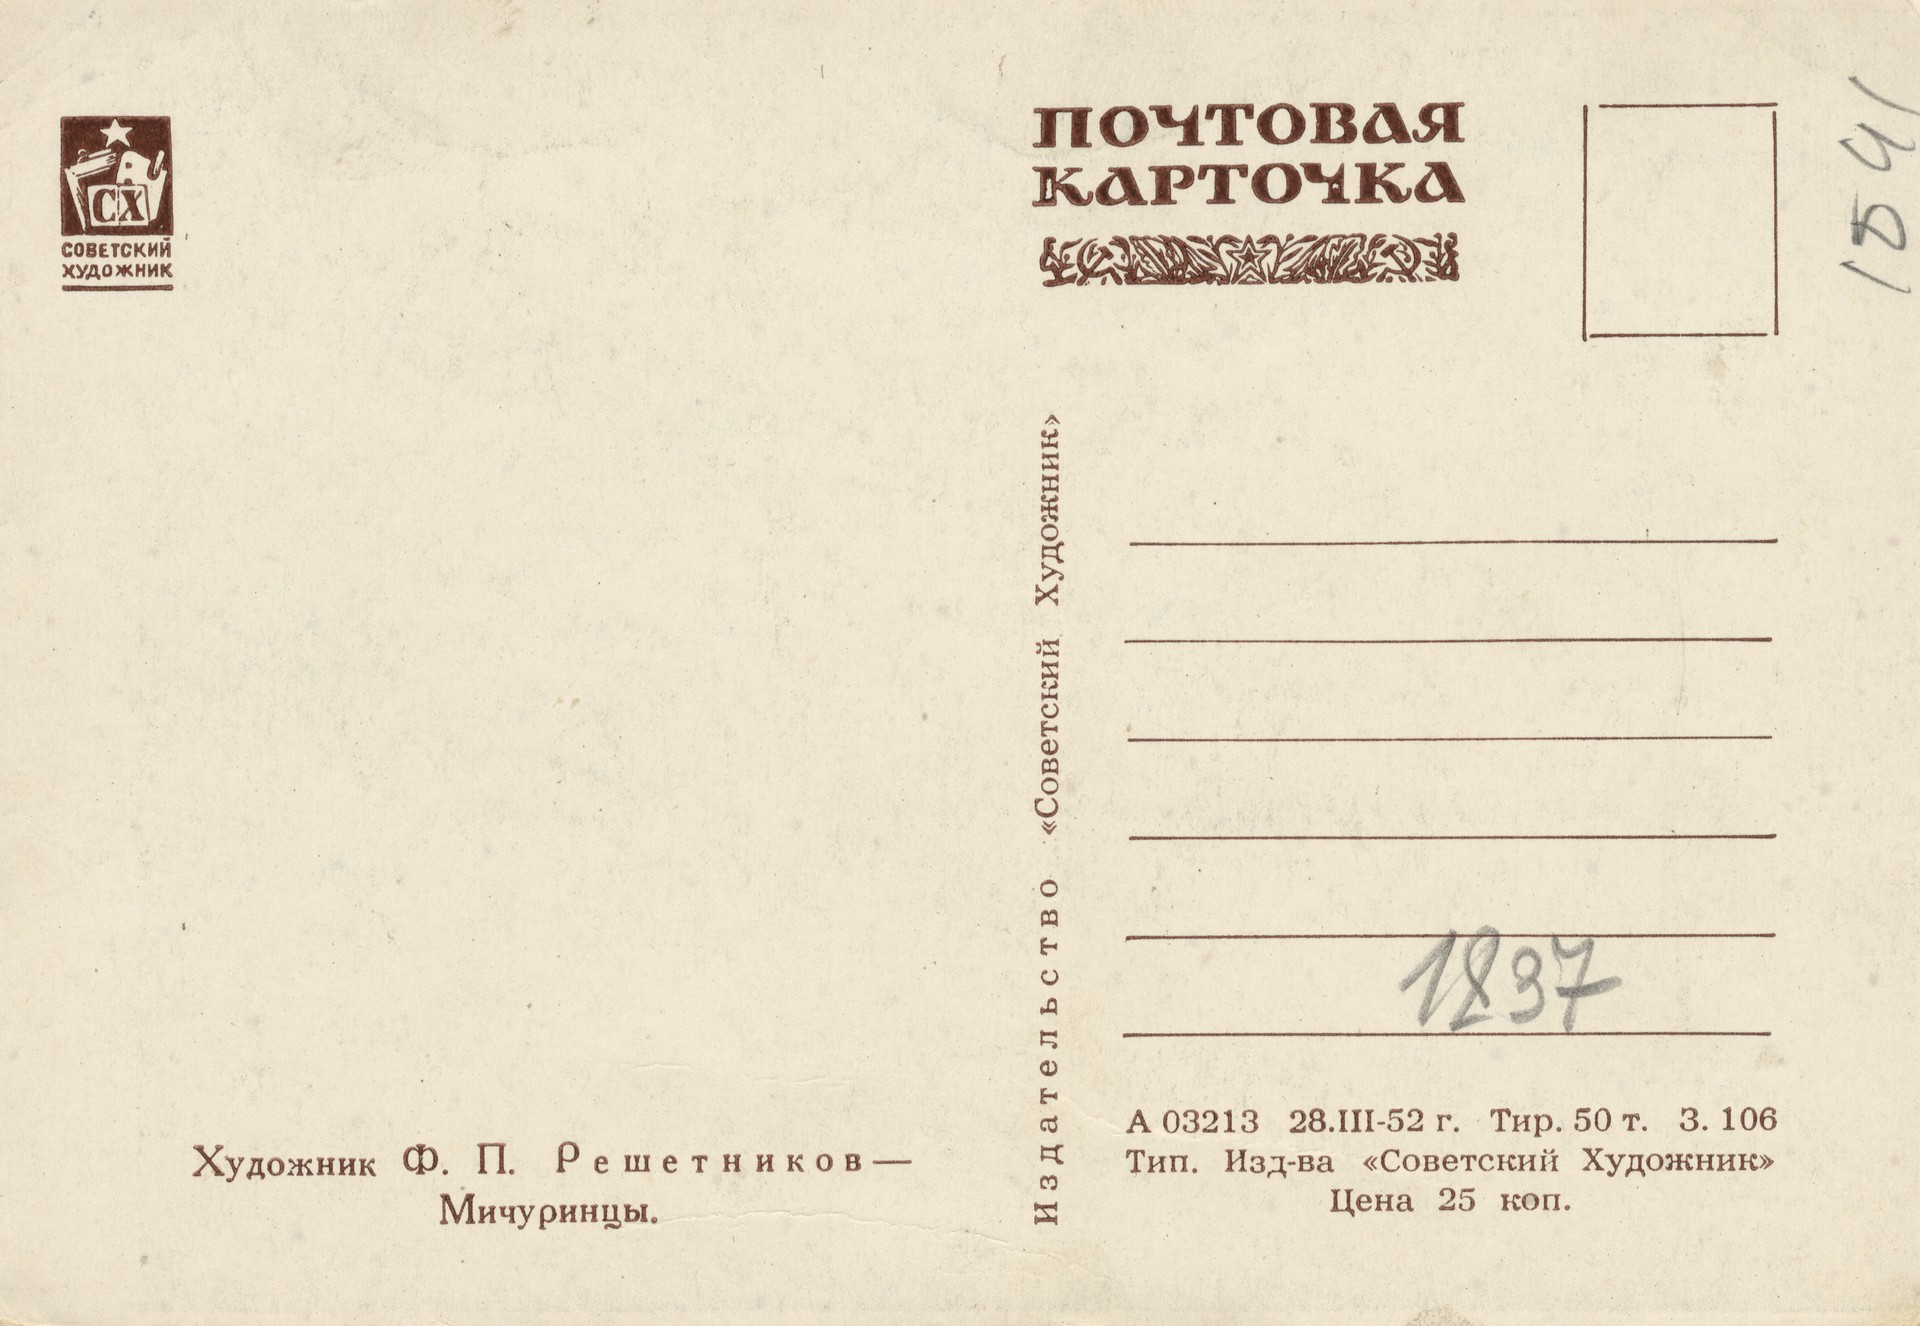 СХ
СОВЕТСКИЙ
ХУДОЖНИК
ПОЧТОВАЯ
КАРТОЧКА
1541
Издательство «Советский Художник»
1837
Художник Ф. П. Решетников —
Мичуринцы.
А 03213 28.III-52 г. Тир. 50 т. З. 106
Тип. Изд-ва «Советский Художник»
Цена 25 коп.